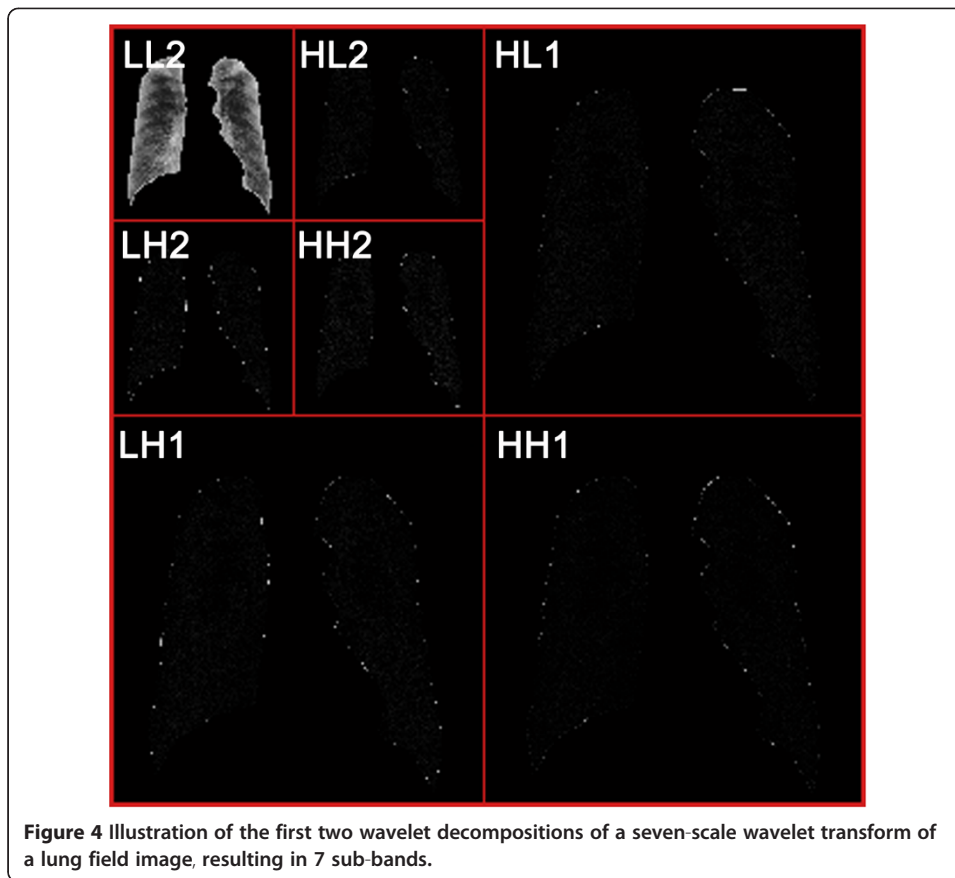 LL2
HL2
HL1
LH2
HH2
LH1
HH1
Figure 4 Illustration of the first two wavelet decompositions of a seven-scale wavelet transform of
a lung field image, resulting in 7 sub-bands.